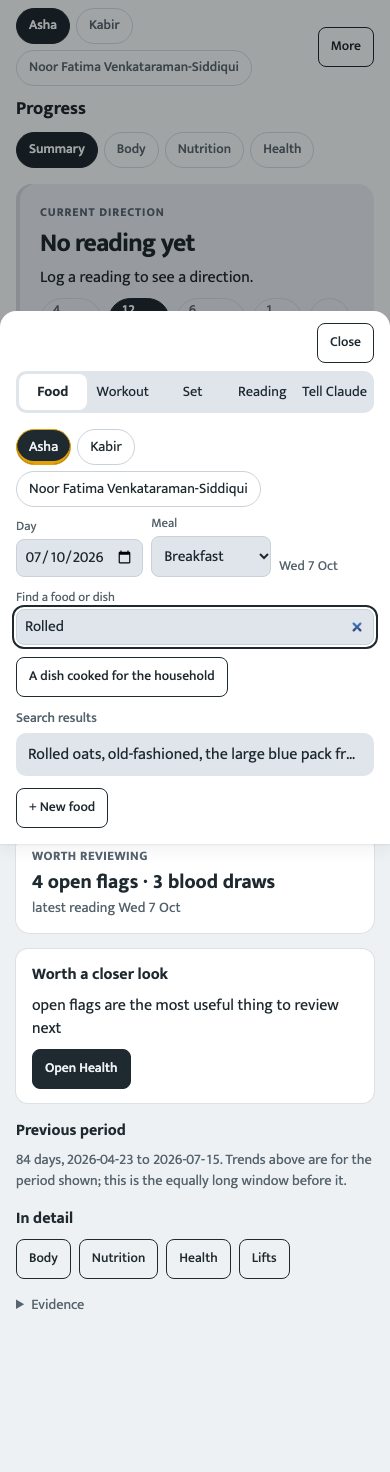 Asha
Kabir
Noor Fatima Venkataraman-Siddiqui
More
Progress
Summary
Body
Nutrition
Health
CURRENT DIRECTION
No reading yet
Log a reading to see a direction.
4
12
6
1
Close
Food
Workout
Set
Reading
Tell Claude
Asha
Kabir
Noor Fatima Venkataraman-Siddiqui
Day
Meal
07/10/2026
Breakfast
Wed 7 Oct
Find a food or dish
Rolled
A dish cooked for the household
Search results
Rolled oats, old-fashioned, the large blue pack fr...
+ New food
WORTH REVIEWING
4 open flags · 3 blood draws
latest reading Wed 7 Oct
Worth a closer look
open flags are the most useful thing to review
next
Open Health
Previous period
84 days, 2026-04-23 to 2026-07-15. Trends above are for the
period shown; this is the equally long window before it.
In detail
Body
Nutrition
Health
Lifts
Evidence